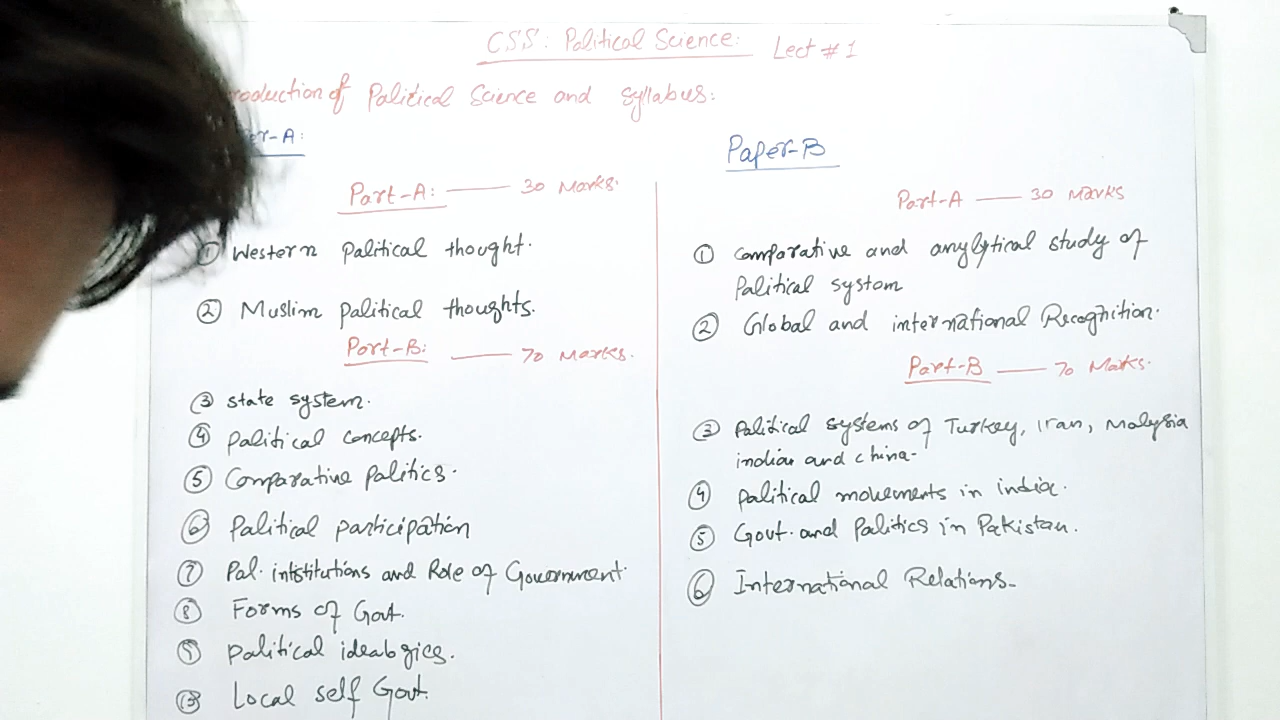 CSS: Political Science: Lect # 1
roduction of Political Science and Syllabus:
er-A:
Part-A: —— 30 Marks.
① Western Political thought.
② Muslim Political thoughts.
Part-B: —— 70 Marks.
③ state system.
④ Political concepts.
⑤ Comparative Politics.
⑥ Political participation
⑦ Pol. intstitutions and Role of Government.
⑧ Forms of Govt.
⑨ Political ideologies.
Local self Govt.
Paper-B
Part-A —— 30 Marks
① Comparative and anylytical study of
Political system
② Global and international Recognition.
Part-B —— 70 Marks.
③ Political systems of Turkey, Iran, Malysia
indian and china-
④ Political movements in india.
⑤ Govt. and Politics in Pakistan.
⑥ International Relations-